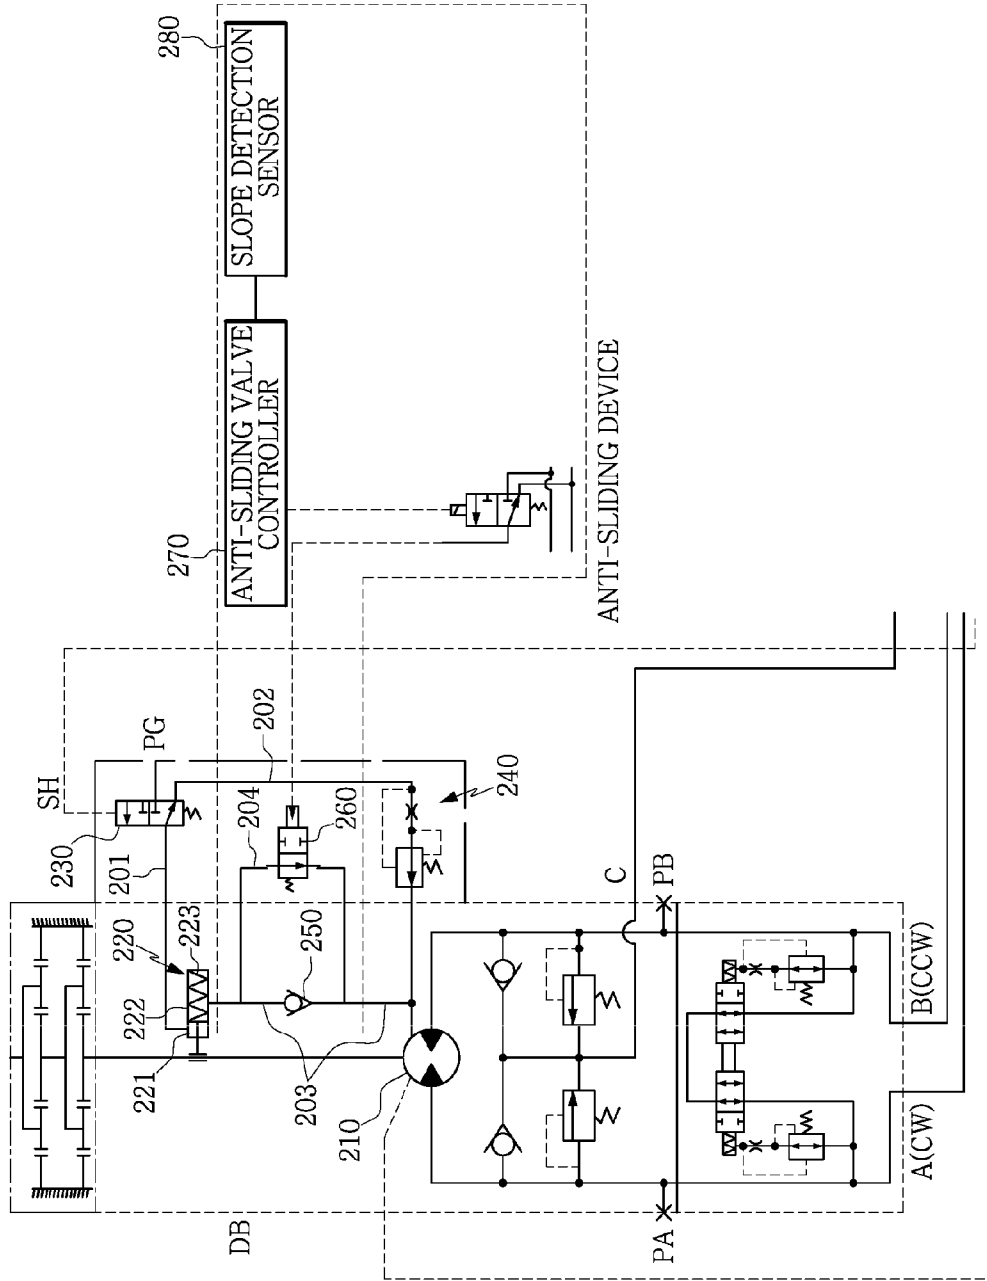 280
SLOPE DETECTION
SENSOR
270
ANTI-SLIDING VALVE
CONTROLLER
ANTI-SLIDING DEVICE
SH
PG
230
201
202
220
223
222
221
204
260
240
250
203
210
C
PB
B(CCW)
A(CW)
DB
PA